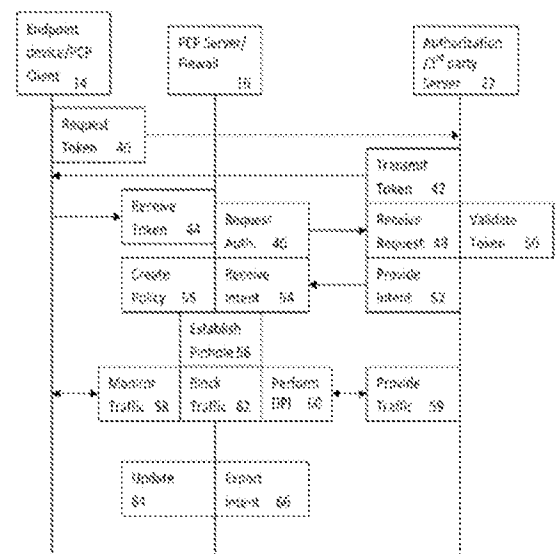 Endpoint
device/PCP
Client 14
PCP Server/
Firewall
16
Authorization
/3rd party
Server 22
Request
Token 40
Transmit
Token 42
Receive
Token 44
Request
Auth. 46
Receive
Request 48
Validate
Token 50
Create
Policy 55
Receive
Intent 54
Provide
Intent 52
Establish
Pinhole 56
Monitor
Traffic 58
Block
Traffic 62
Perform
DPI 60
Provide
Traffic 59
Update
64
Export
Intent 66